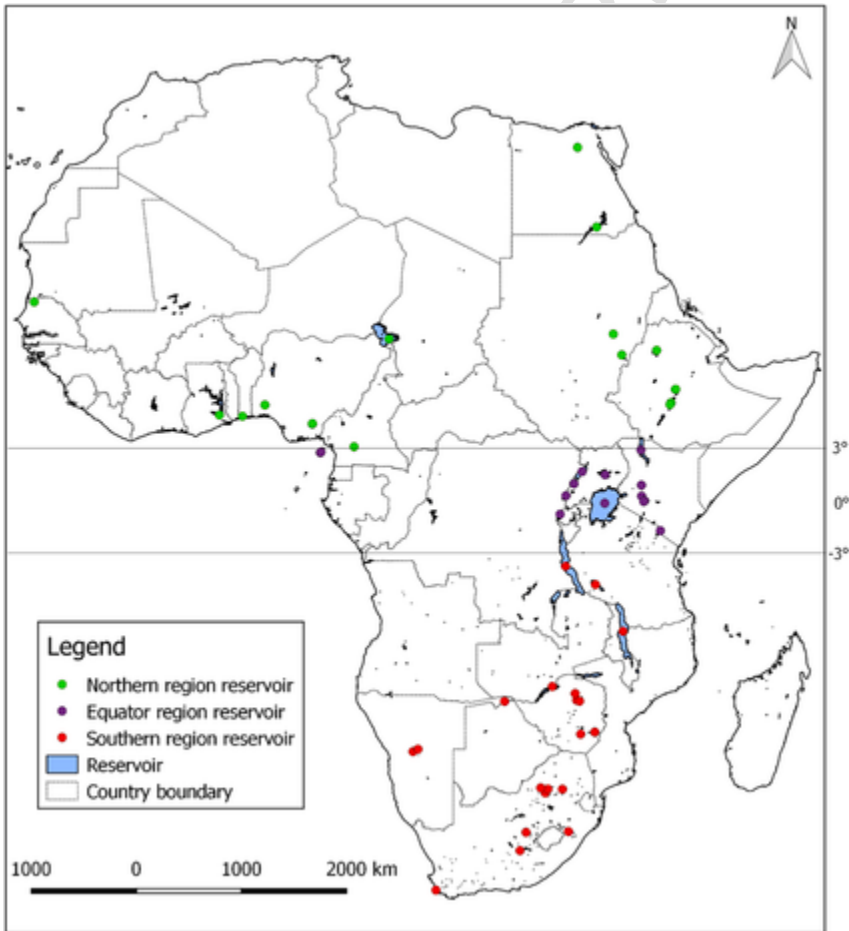 N
3°
0°
-3°
Legend
Northern region reservoir
Equator region reservoir
Southern region reservoir
Reservoir
Country boundary
1000 0 1000 2000 km